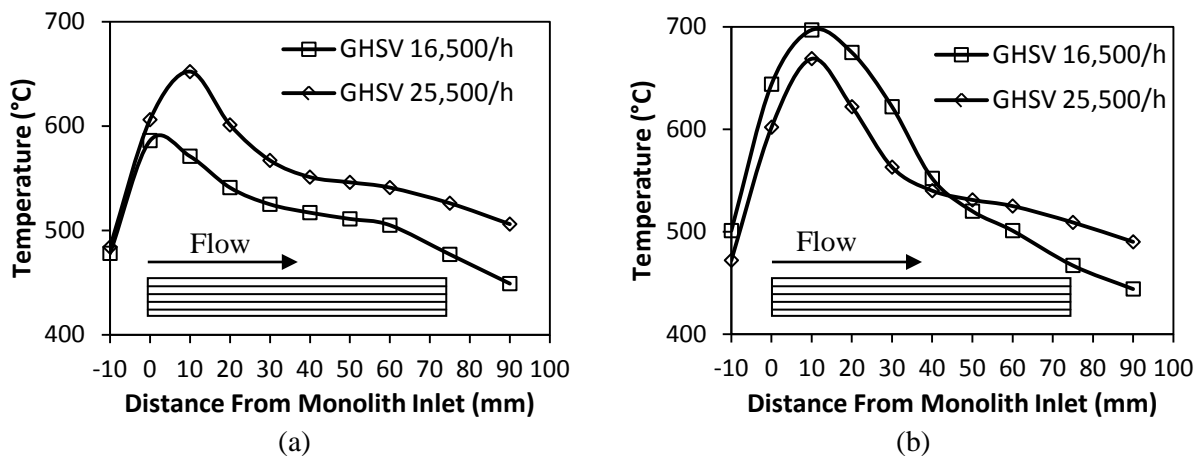 700
600
500
400
Temperature (°C)
GHSV 16,500/h
GHSV 25,500/h
Flow
-10 0 10 20 30 40 50 60 70 80 90 100
Distance From Monolith Inlet (mm)
(a)
700
600
500
400
Temperature (°C)
GHSV 16,500/h
GHSV 25,500/h
Flow
-10 0 10 20 30 40 50 60 70 80 90 100
Distance From Monolith Inlet (mm)
(b)